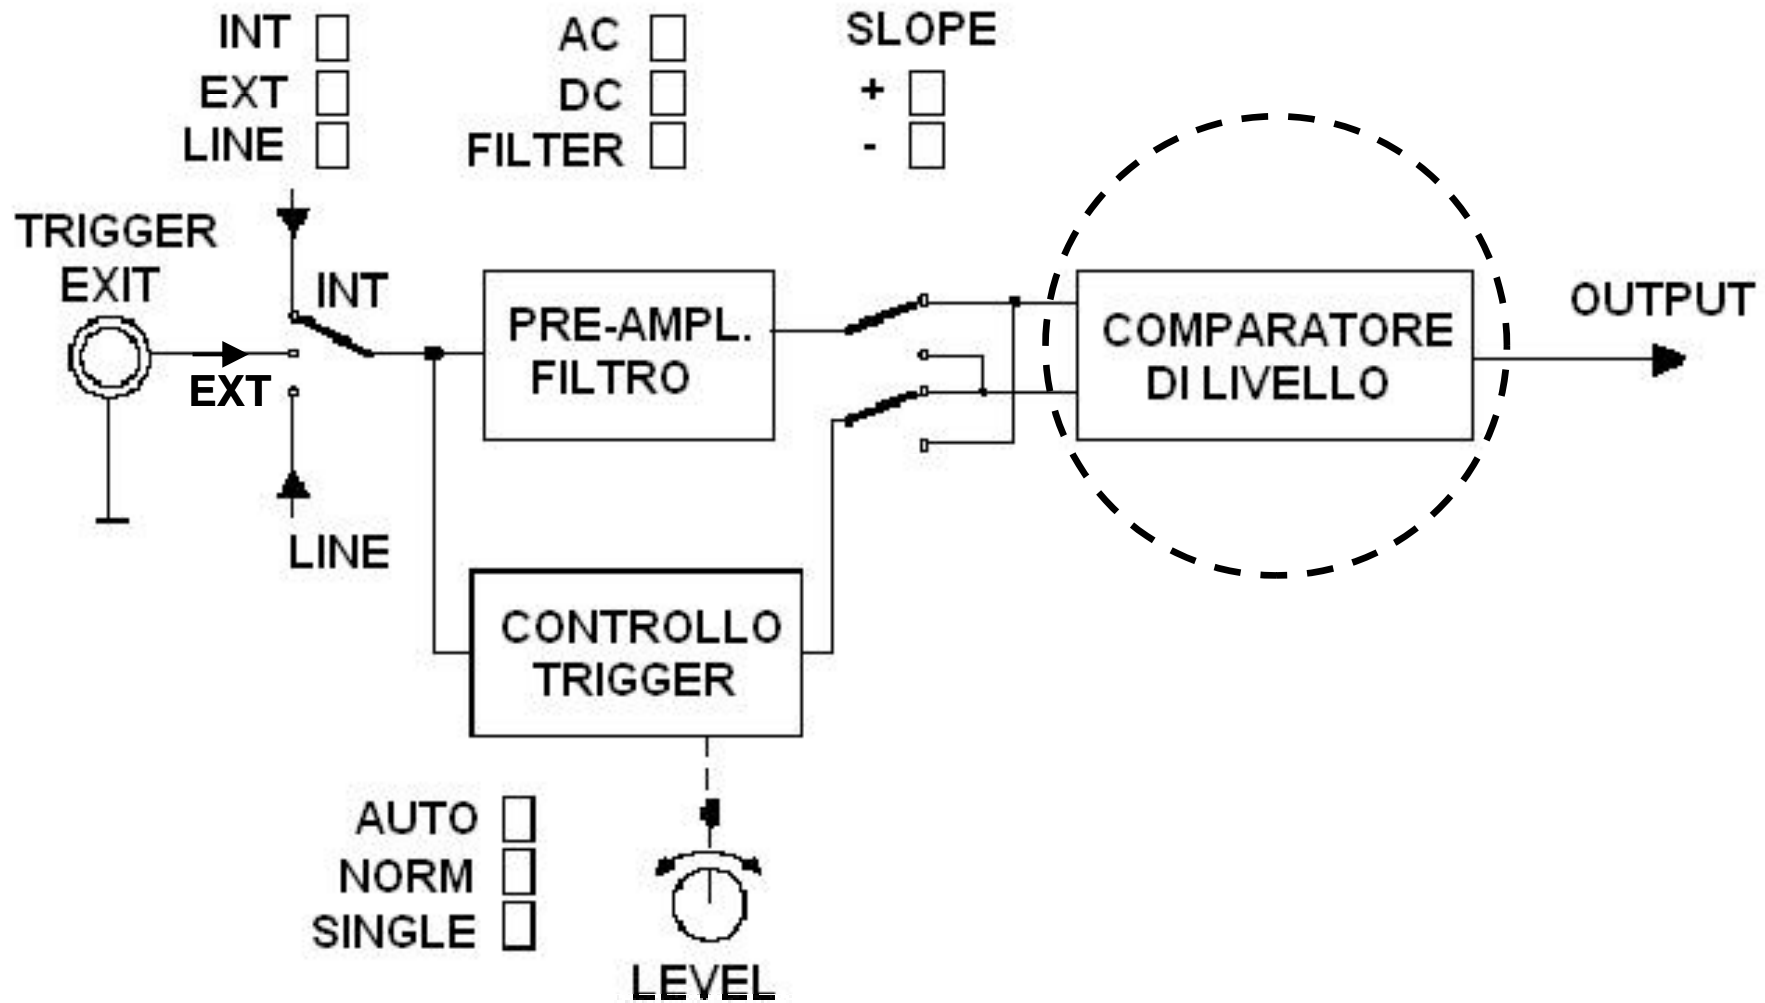 INT
EXT
LINE
AC
DC
FILTER
SLOPE
+
-
TRIGGER
EXIT
INT
EXT
LINE
PRE-AMPL.
FILTRO
COMPARATORE
DI LIVELLO
OUTPUT
CONTROLLO
TRIGGER
AUTO
NORM
SINGLE
LEVEL